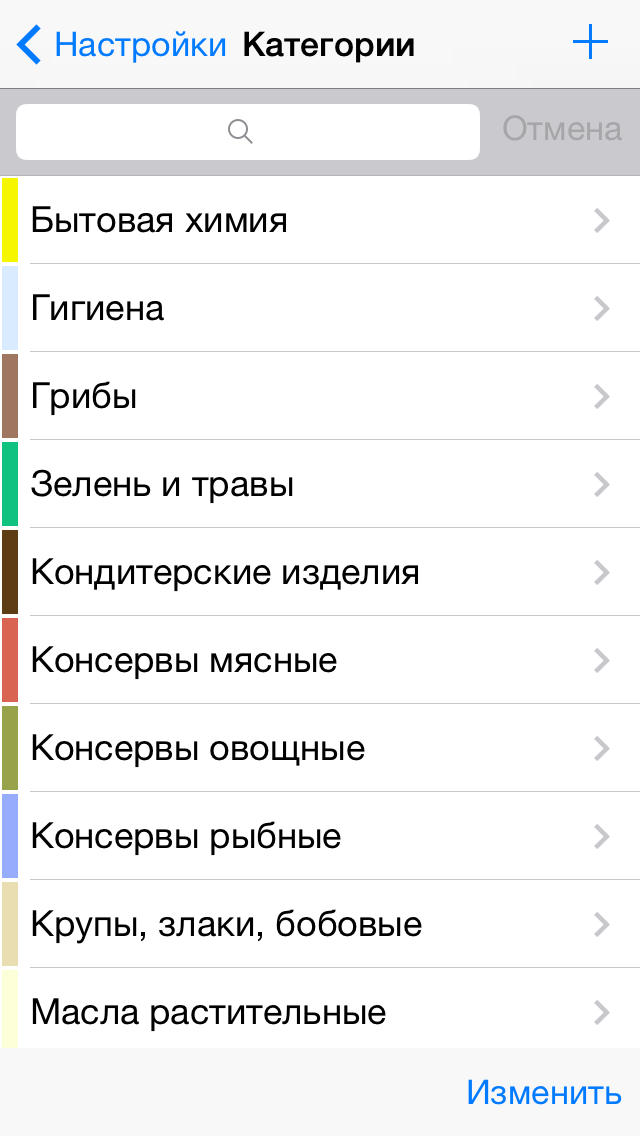 Настройки Категории
Отмена
Бытовая химия
Гигиена
Грибы
Зелень и травы
Кондитерские изделия
Консервы мясные
Консервы овощные
Консервы рыбные
Крупы, злаки, бобовые
Масла растительные
Изменить